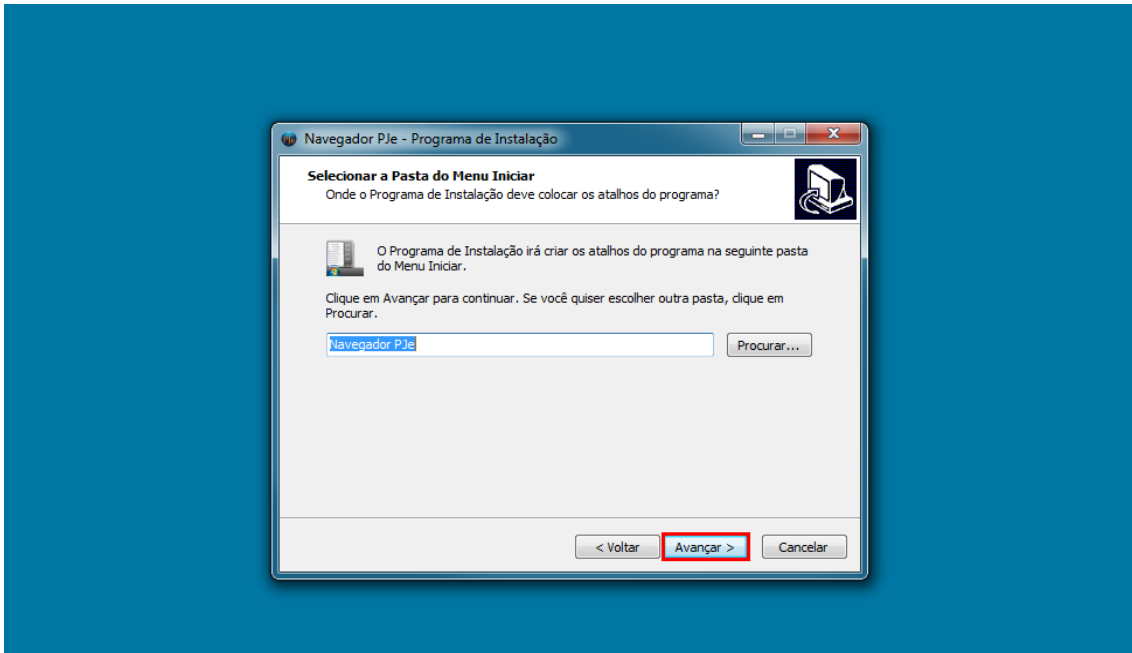 Navegador PJe - Programa de Instalação
Selecionar a Pasta do Menu Iniciar
Onde o Programa de Instalação deve colocar os atalhos do programa?
O Programa de Instalação irá criar os atalhos do programa na seguinte pasta
do Menu Iniciar.
Clique em Avançar para continuar. Se você quiser escolher outra pasta, clique em
Procurar.
Navegador PJe
Procurar...
< Voltar
Avançar >
Cancelar